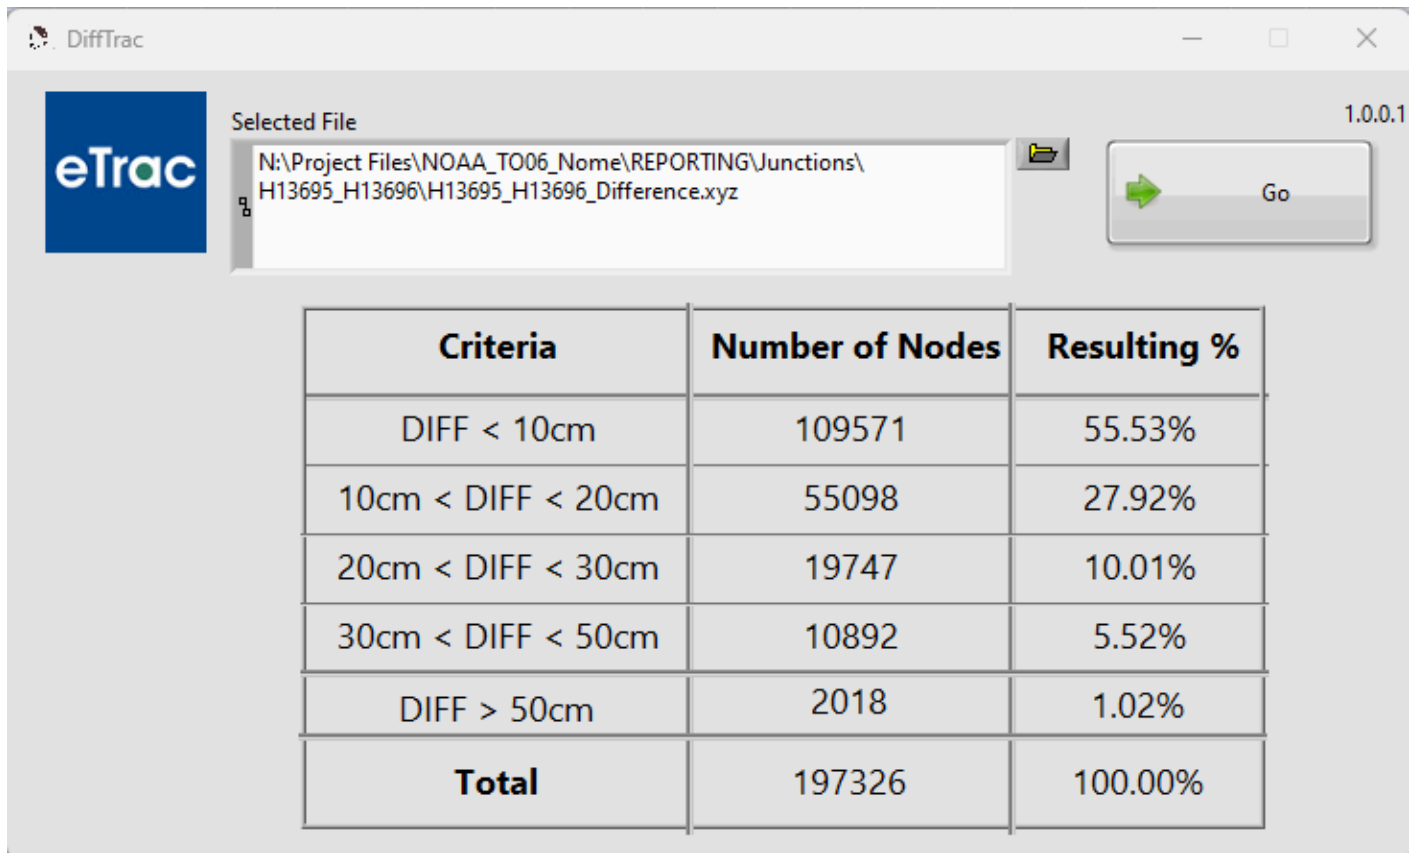 DiffTrac
eTrac
Selected File
1.0.0.1
N:\Project Files\NOAA_TO06_Nome\REPORTING\Junctions\
H13695_H13696\H13695_H13696_Difference.xyz
Go
Criteria Number of Nodes Resulting %
DIFF < 10cm 109571 55.53%
10cm < DIFF < 20cm 55098 27.92%
20cm < DIFF < 30cm 19747 10.01%
30cm < DIFF < 50cm 10892 5.52%
DIFF > 50cm 2018 1.02%
Total 197326 100.00%